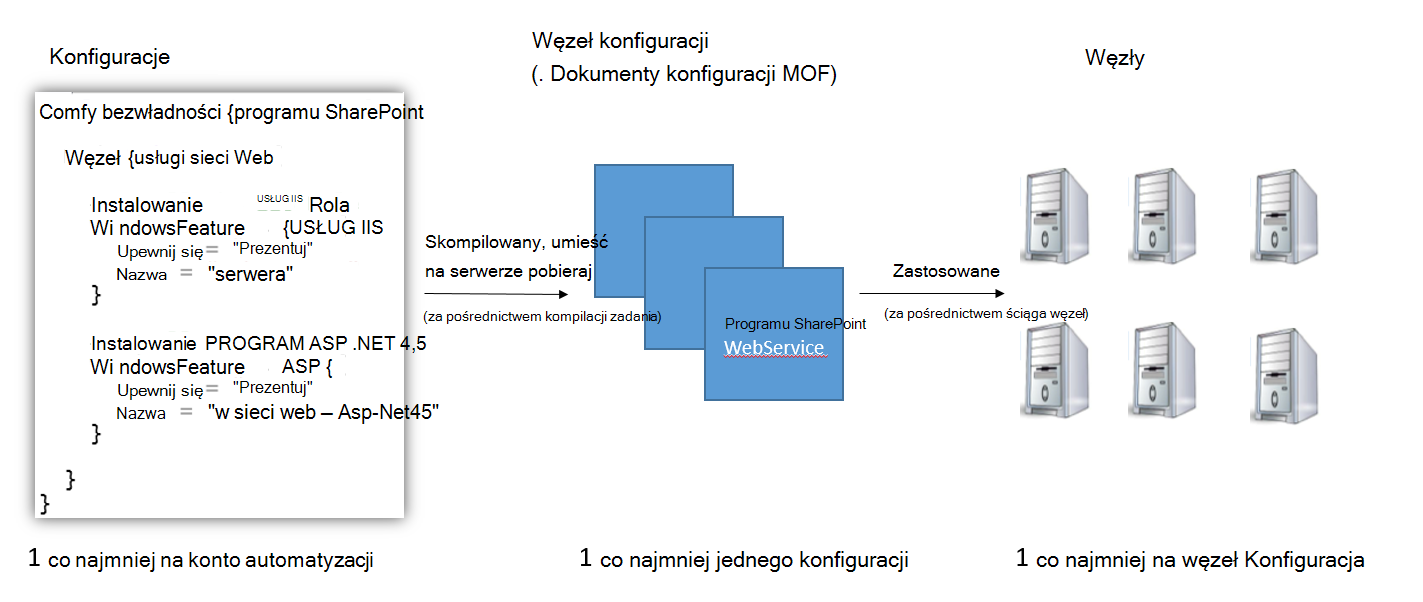 Konfiguracje
Węzeł konfiguracji
(. Dokumenty konfiguracji MOF)
Węzły
Comfy bezwładności {programu SharePoint
Węzeł {usługi sieci Web
Instalowanie USŁUG IIS Rola
Wi ndowsFeature {USŁUG IIS
Upewnij się = "Prezentuj"
Nazwa = "serwera"
}
Instalowanie PROGRAM ASP .NET 4,5
Wi ndowsFeature ASP {
Upewnij się = "Prezentuj"
Nazwa = "w sieci web – Asp-Net45"
}
}
}
Skompilowany, umieść
na serwerze pobieraj
(za pośrednictwem kompilacji zadania)
Programu SharePoint
WebService
Zastosowane
(za pośrednictwem ściąga węzeł)
1 co najmniej na konto automatyzacji
1 co najmniej jednego konfiguracji
1 co najmniej na węzeł Konfiguracja